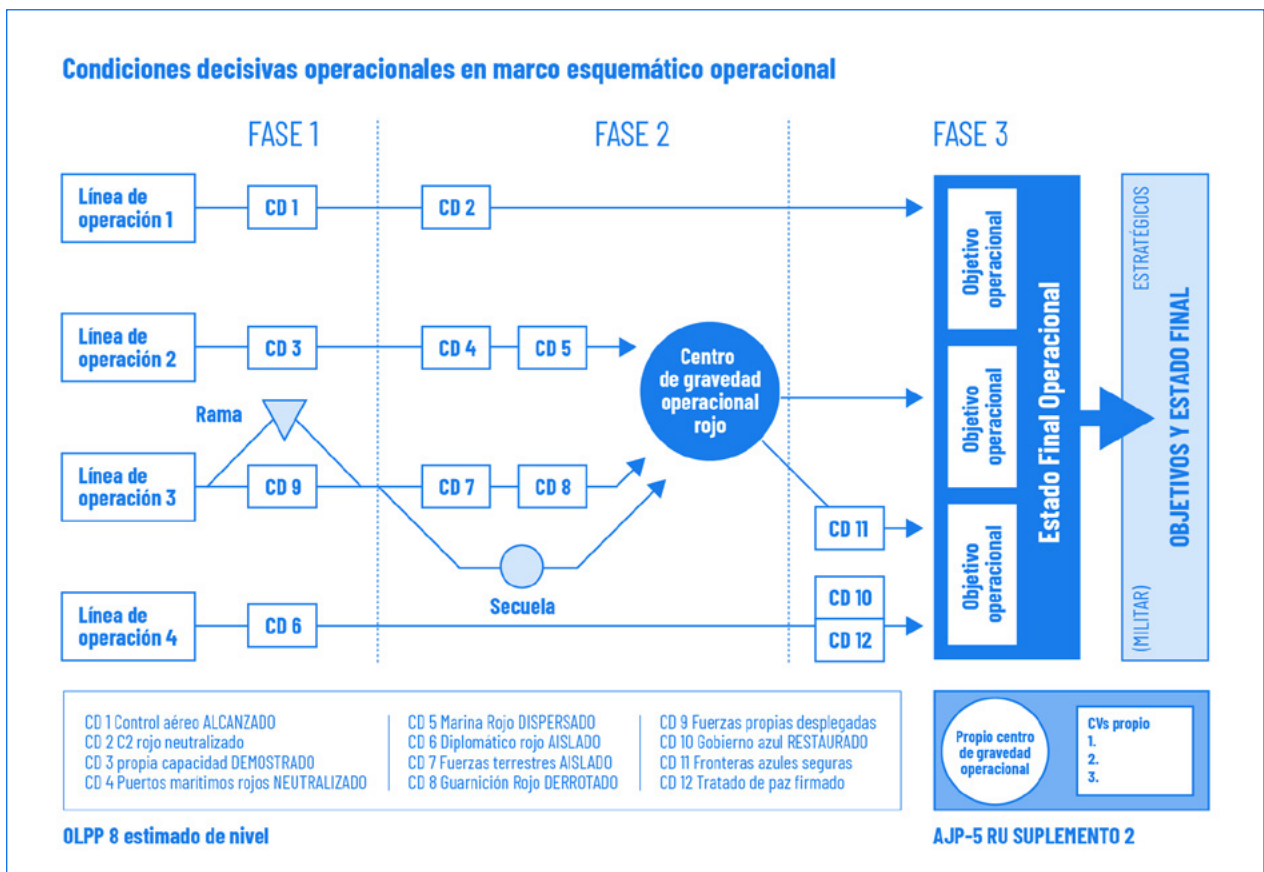 Condiciones decisivas operacionales en marco esquemático operacional
FASE 1
FASE 2
FASE 3
Línea de
operación 1
CD 1
CD 2
Línea de
operación 2
CD 3
CD 4
CD 5
Centro
de gravedad
operacional
rojo
Rama
Línea de
operación 3
CD 9
CD 7
CD 8
Secuela
CD 11
Línea de
operación 4
CD 6
CD 10
CD 12
Objetivo
operacional
Objetivo
operacional
Objetivo
operacional
Estado Final Operacional
(MILITAR)
ESTRATÉGICOS
OBJETIVOS Y ESTADO FINAL
CD 1 Control aéreo ALCANZADO
CD 2 C2 rojo neutralizado
CD 3 propia capacidad DEMOSTRADO
CD 4 Puertos marítimos rojos NEUTRALIZADO
CD 5 Marina Rojo DISPERSADO
CD 6 Diplomático rojo AISLADO
CD 7 Fuerzas terrestres AISLADO
CD 8 Guarnición Rojo DERROTADO
CD 9 Fuerzas propias desplegadas
CD 10 Gobierno azul RESTAURADO
CD 11 Fronteras azules seguras
CD 12 Tratado de paz firmado
Propio centro
de gravedad
operacional
CVs propio
1.
2.
3.
OLPP 8 estimado de nivel
AJP-5 RU SUPLEMENTO 2